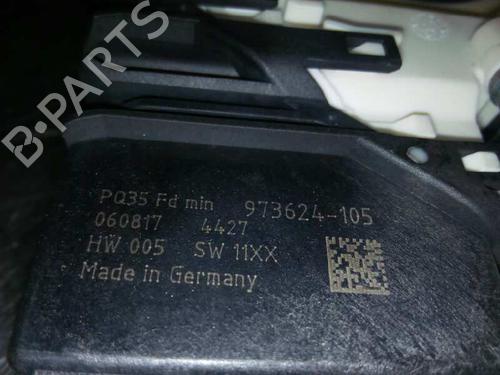 B-PARTS
PQ35 Fd min 973624-105
060817 4427
HW 005 SW 11XX
Made in Germany